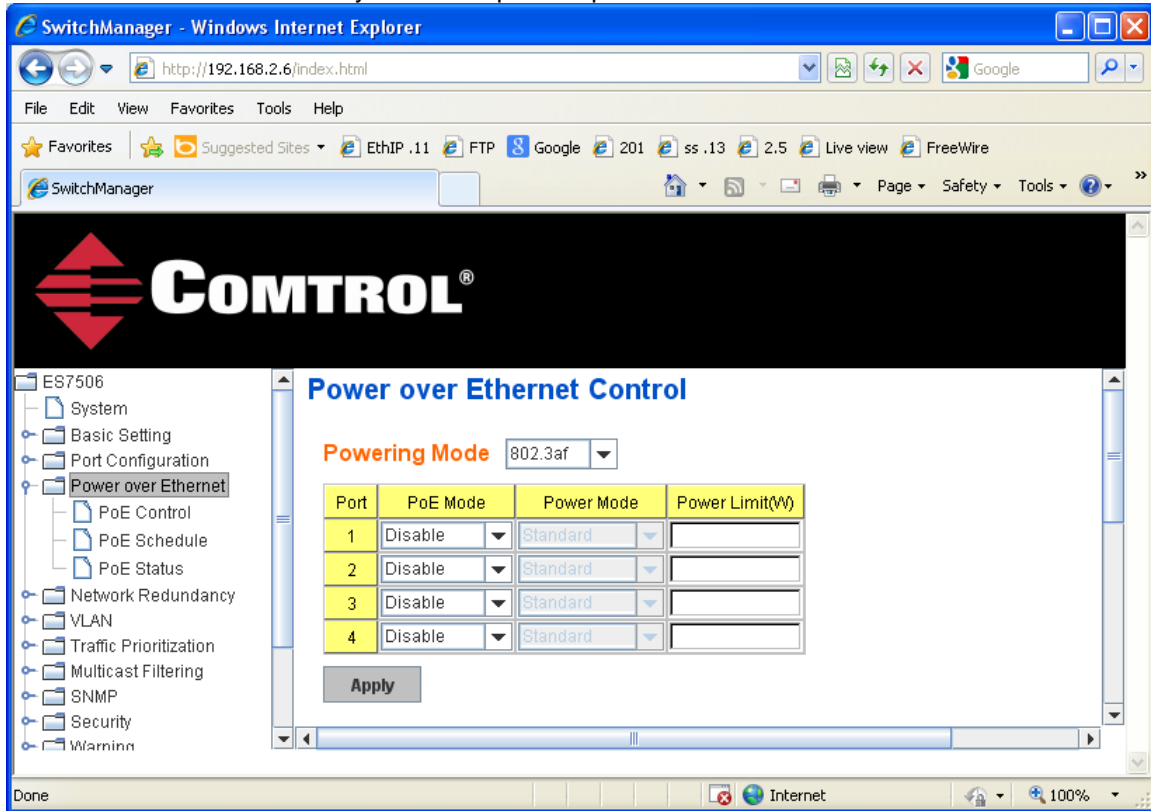 SwitchManager - Windows Internet Explorer
http://192.168.2.6/index.html
Google
File Edit View Favorites Tools Help
Favorites Suggested Sites EthIP .11 FTP Google 201 ss .13 2.5 Live view FreeWire
SwitchManager
Page Safety Tools »
COMTROL®
ES7506
System
Basic Setting
Port Configuration
Power over Ethernet
PoE Control
PoE Schedule
PoE Status
Network Redundancy
VLAN
Traffic Prioritization
Multicast Filtering
SNMP
Security
Warning
Power over Ethernet Control
Powering Mode 802.3af
Port PoE Mode Power Mode Power Limit(W)
1 Disable Standard
2 Disable Standard
3 Disable Standard
4 Disable Standard
Apply
Done Internet 100%